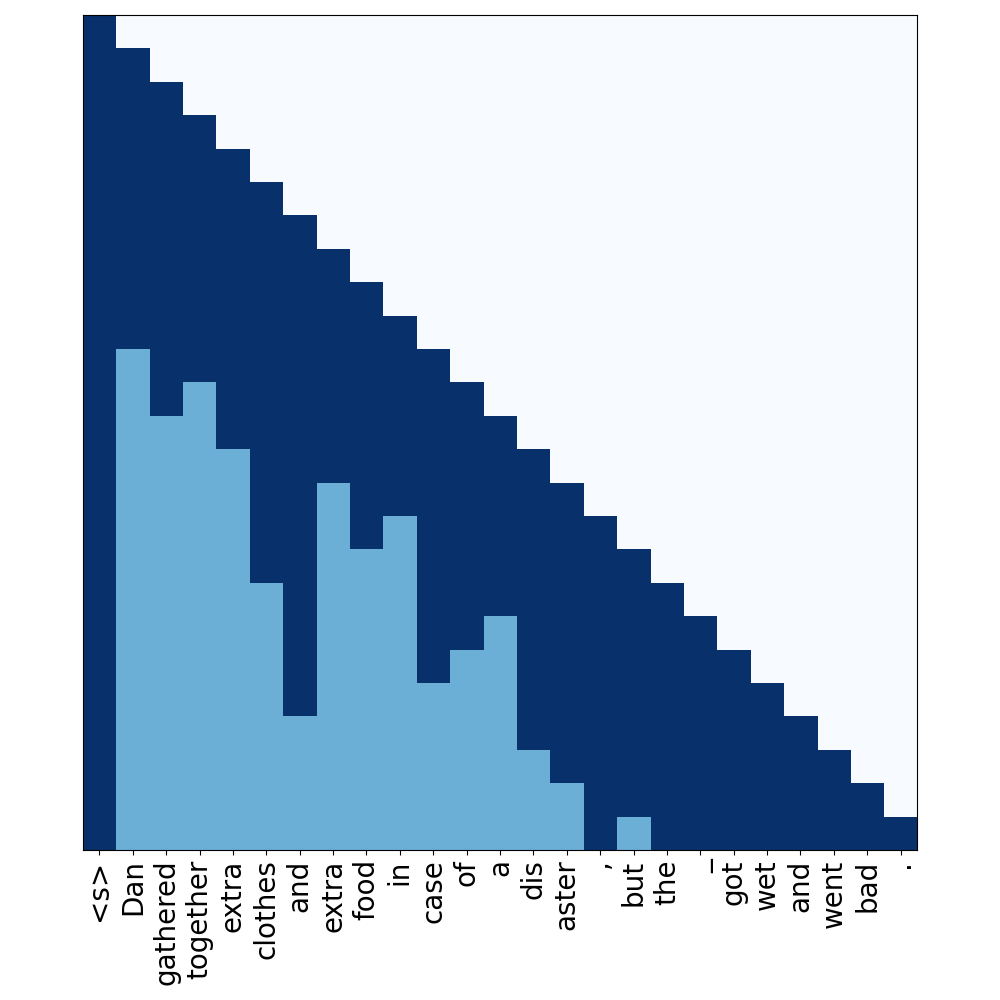 <s>
Dan
gathered
together
extra
clothes
and
extra
food
in
case
of
a
dis
aster
,
but
the
_
got
wet
and
went
bad
.